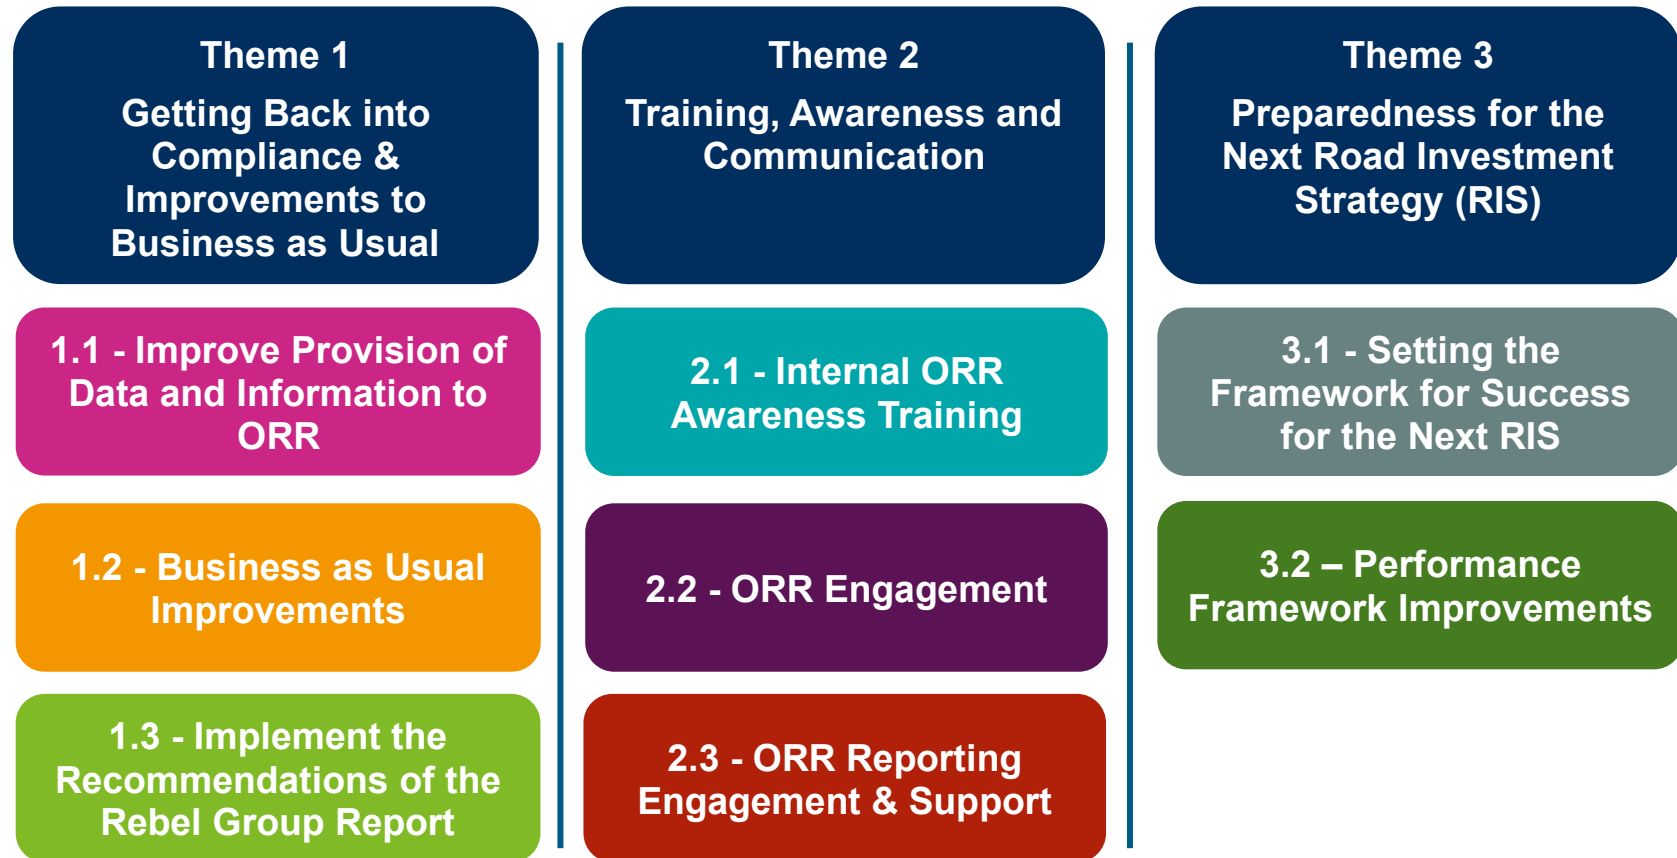 Theme 1
Getting Back into
Compliance &
Improvements to
Business as Usual
1.1 - Improve Provision of
Data and Information to
ORR
1.2 - Business as Usual
Improvements
1.3 - Implement the
Recommendations of the
Rebel Group Report
Theme 2
Training, Awareness and
Communication
2.1 - Internal ORR
Awareness Training
2.2 - ORR Engagement
2.3 - ORR Reporting
Engagement & Support
Theme 3
Preparedness for the
Next Road Investment
Strategy (RIS)
3.1 - Setting the
Framework for Success
for the Next RIS
3.2 – Performance
Framework Improvements